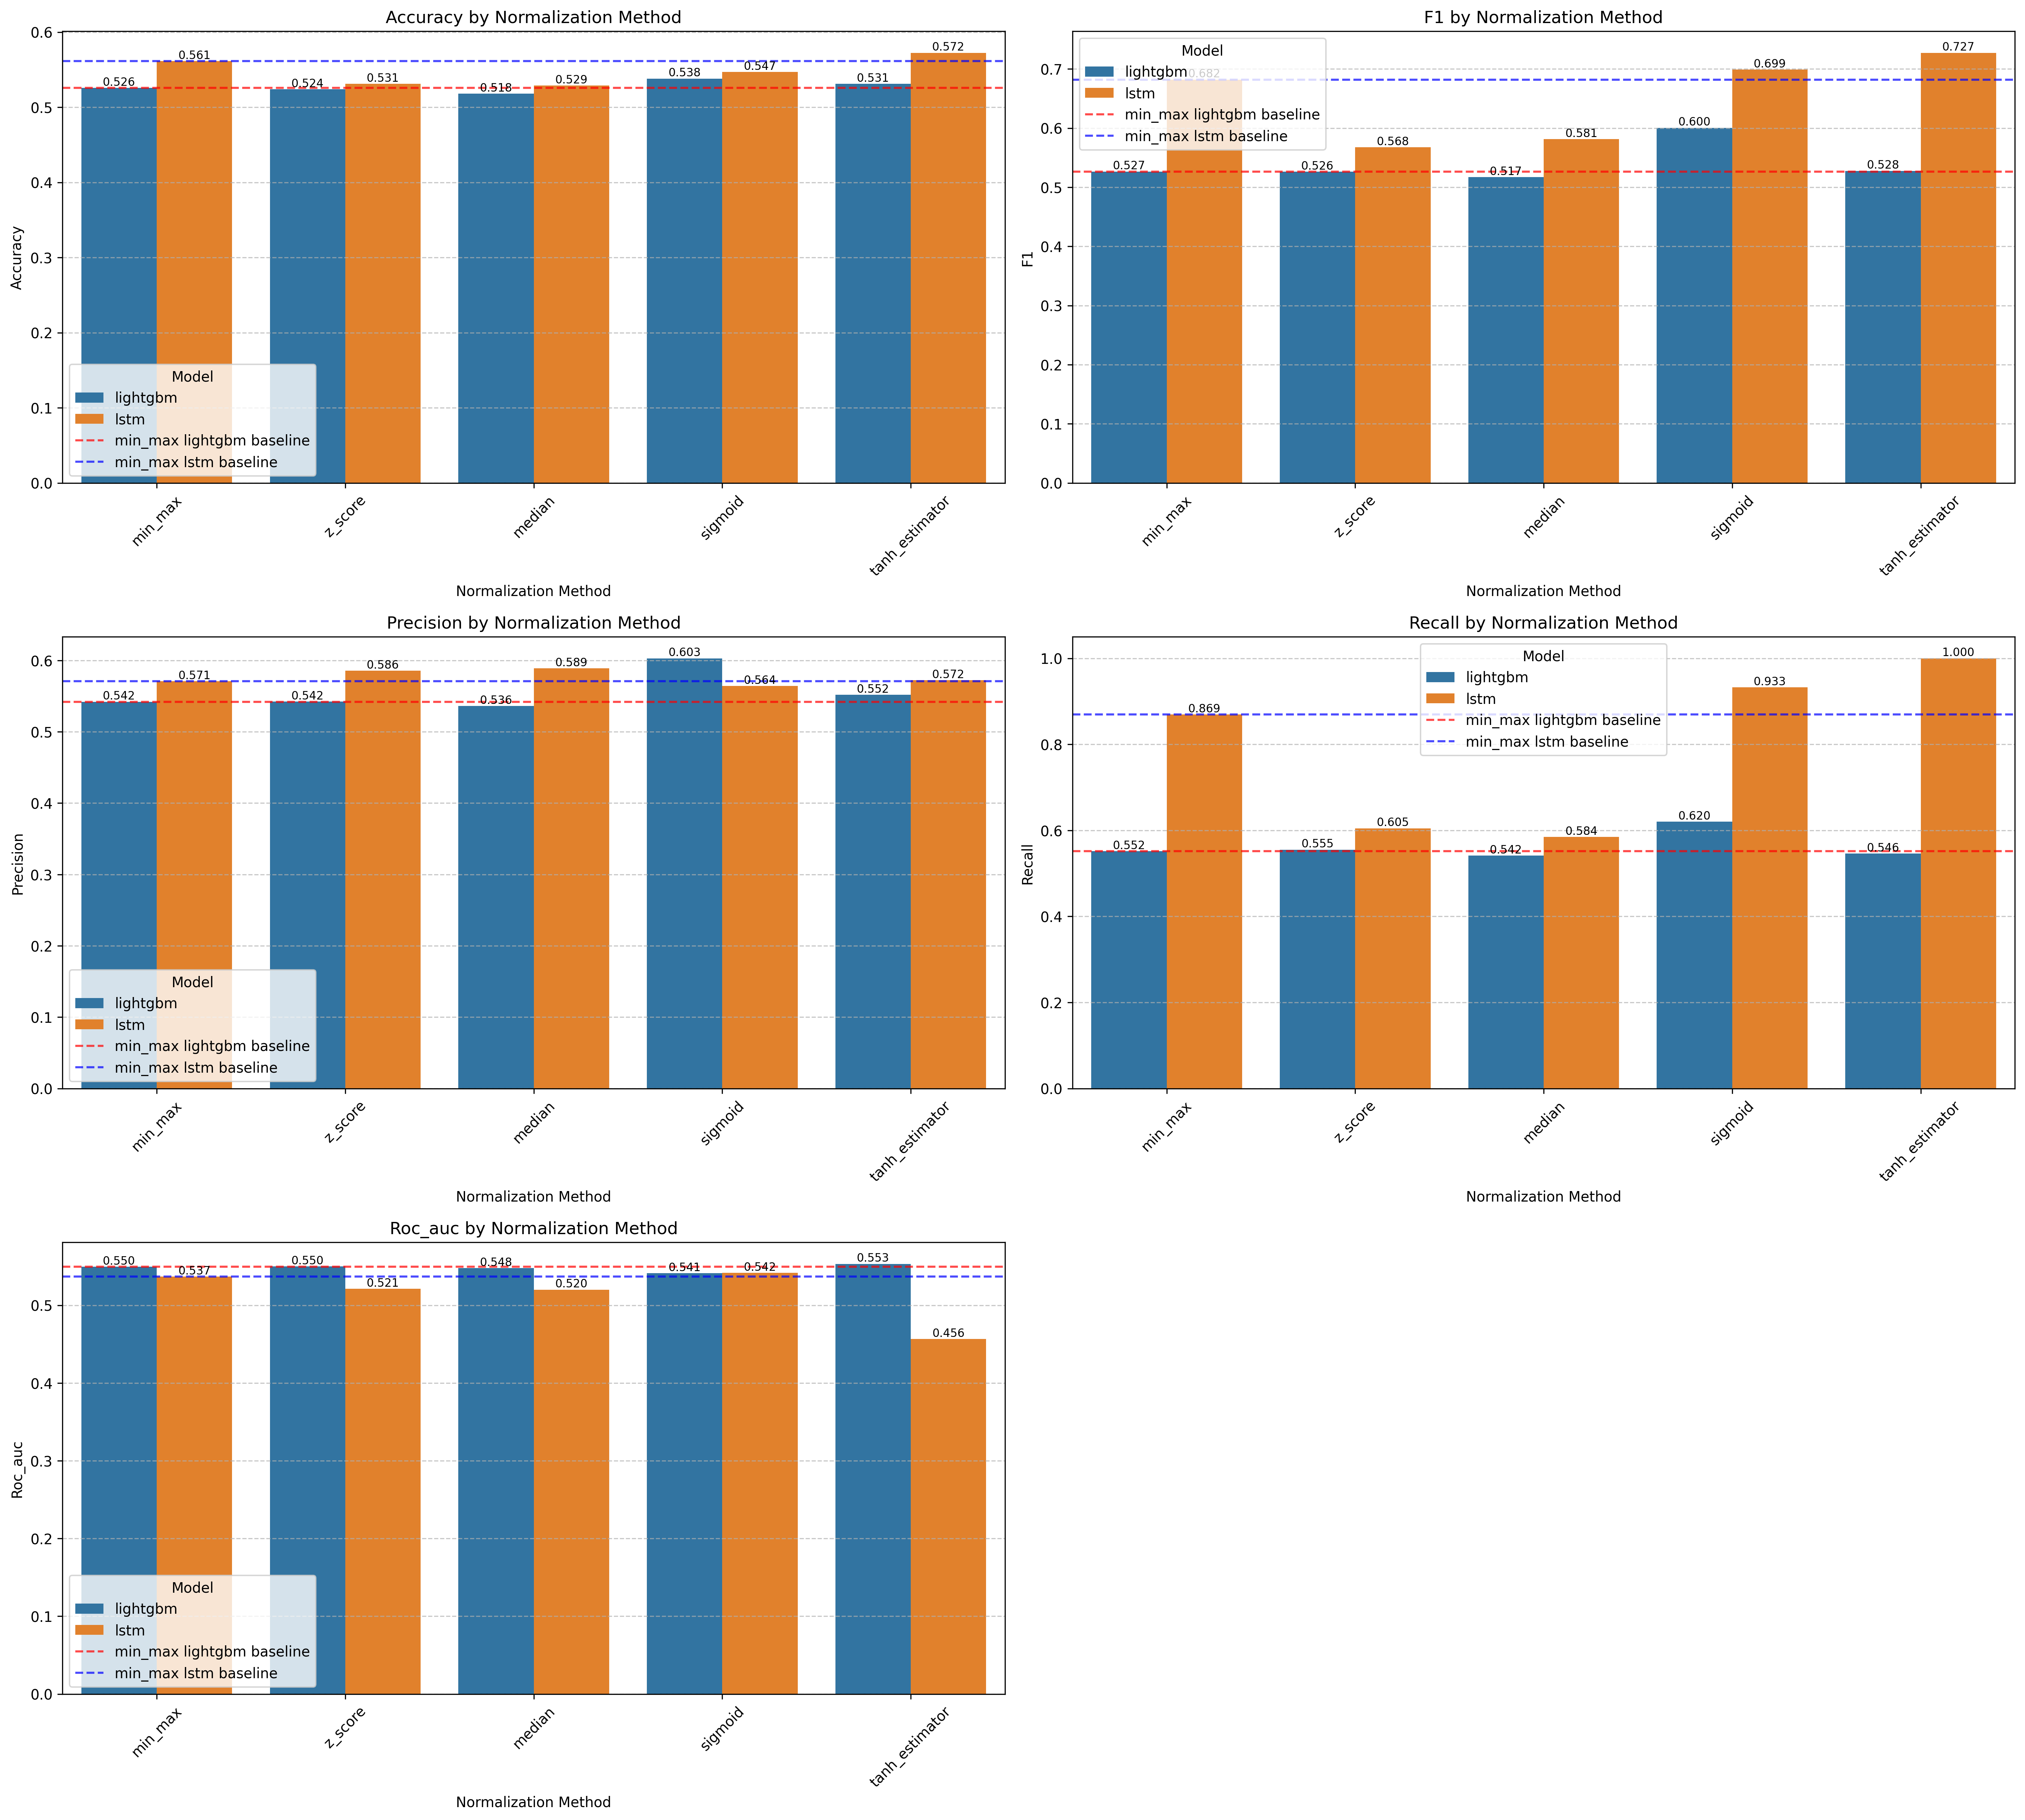 Accuracy by Normalization Method
0.6
0.5
0.4
0.3
0.2
0.1
0.0
Accuracy
0.526
0.561
0.524
0.531
0.518
0.529
0.538
0.547
0.531
0.572
Model
lightgbm
lstm
min_max lightgbm baseline
min_max lstm baseline
min_max
z_score
median
sigmoid
tanh_estimator
Normalization Method
F1 by Normalization Method
0.7
0.6
0.5
0.4
0.3
0.2
0.1
0.0
F1
Model
lightgbm
lstm
min_max lightgbm baseline
min_max lstm baseline
0.527
0.682
0.526
0.568
0.517
0.581
0.600
0.699
0.528
0.727
min_max
z_score
median
sigmoid
tanh_estimator
Normalization Method
Precision by Normalization Method
0.6
0.5
0.4
0.3
0.2
0.1
0.0
Precision
0.542
0.571
0.542
0.586
0.536
0.589
0.603
0.564
0.552
0.572
Model
lightgbm
lstm
min_max lightgbm baseline
min_max lstm baseline
min_max
z_score
median
sigmoid
tanh_estimator
Normalization Method
Recall by Normalization Method
1.0
0.8
0.6
0.4
0.2
0.0
Recall
Model
lightgbm
lstm
min_max lightgbm baseline
min_max lstm baseline
0.552
0.869
0.555
0.605
0.542
0.584
0.620
0.933
0.546
1.000
min_max
z_score
median
sigmoid
tanh_estimator
Normalization Method
Roc_auc by Normalization Method
0.5
0.4
0.3
0.2
0.1
0.0
Roc_auc
0.550
0.537
0.550
0.521
0.548
0.520
0.541
0.542
0.553
0.456
Model
lightgbm
lstm
min_max lightgbm baseline
min_max lstm baseline
min_max
z_score
median
sigmoid
tanh_estimator
Normalization Method